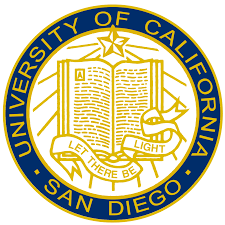 UNIVERSITY OF CALIFORNIA
· SAN DIEGO ·
A
LET THERE BE
LIGHT